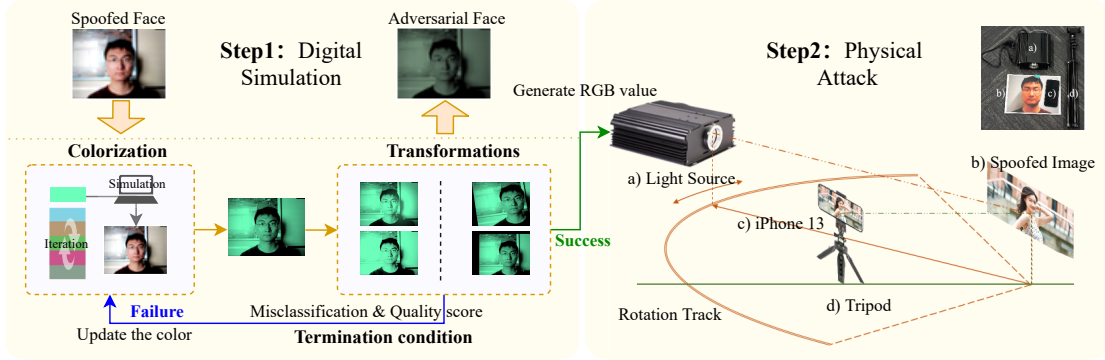 Spoofed Face
Step1: Digital
Simulation
Adversarial Face
Colorization
Simulation
Iteration
Transformations
Success
Failure
Update the color
Misclassification & Quality score
Termination condition
Step2: Physical
Attack
Generate RGB value
a) Light Source
a)
b)
c)
d)
b) Spoofed Image
c) iPhone 13
d) Tripod
Rotation Track